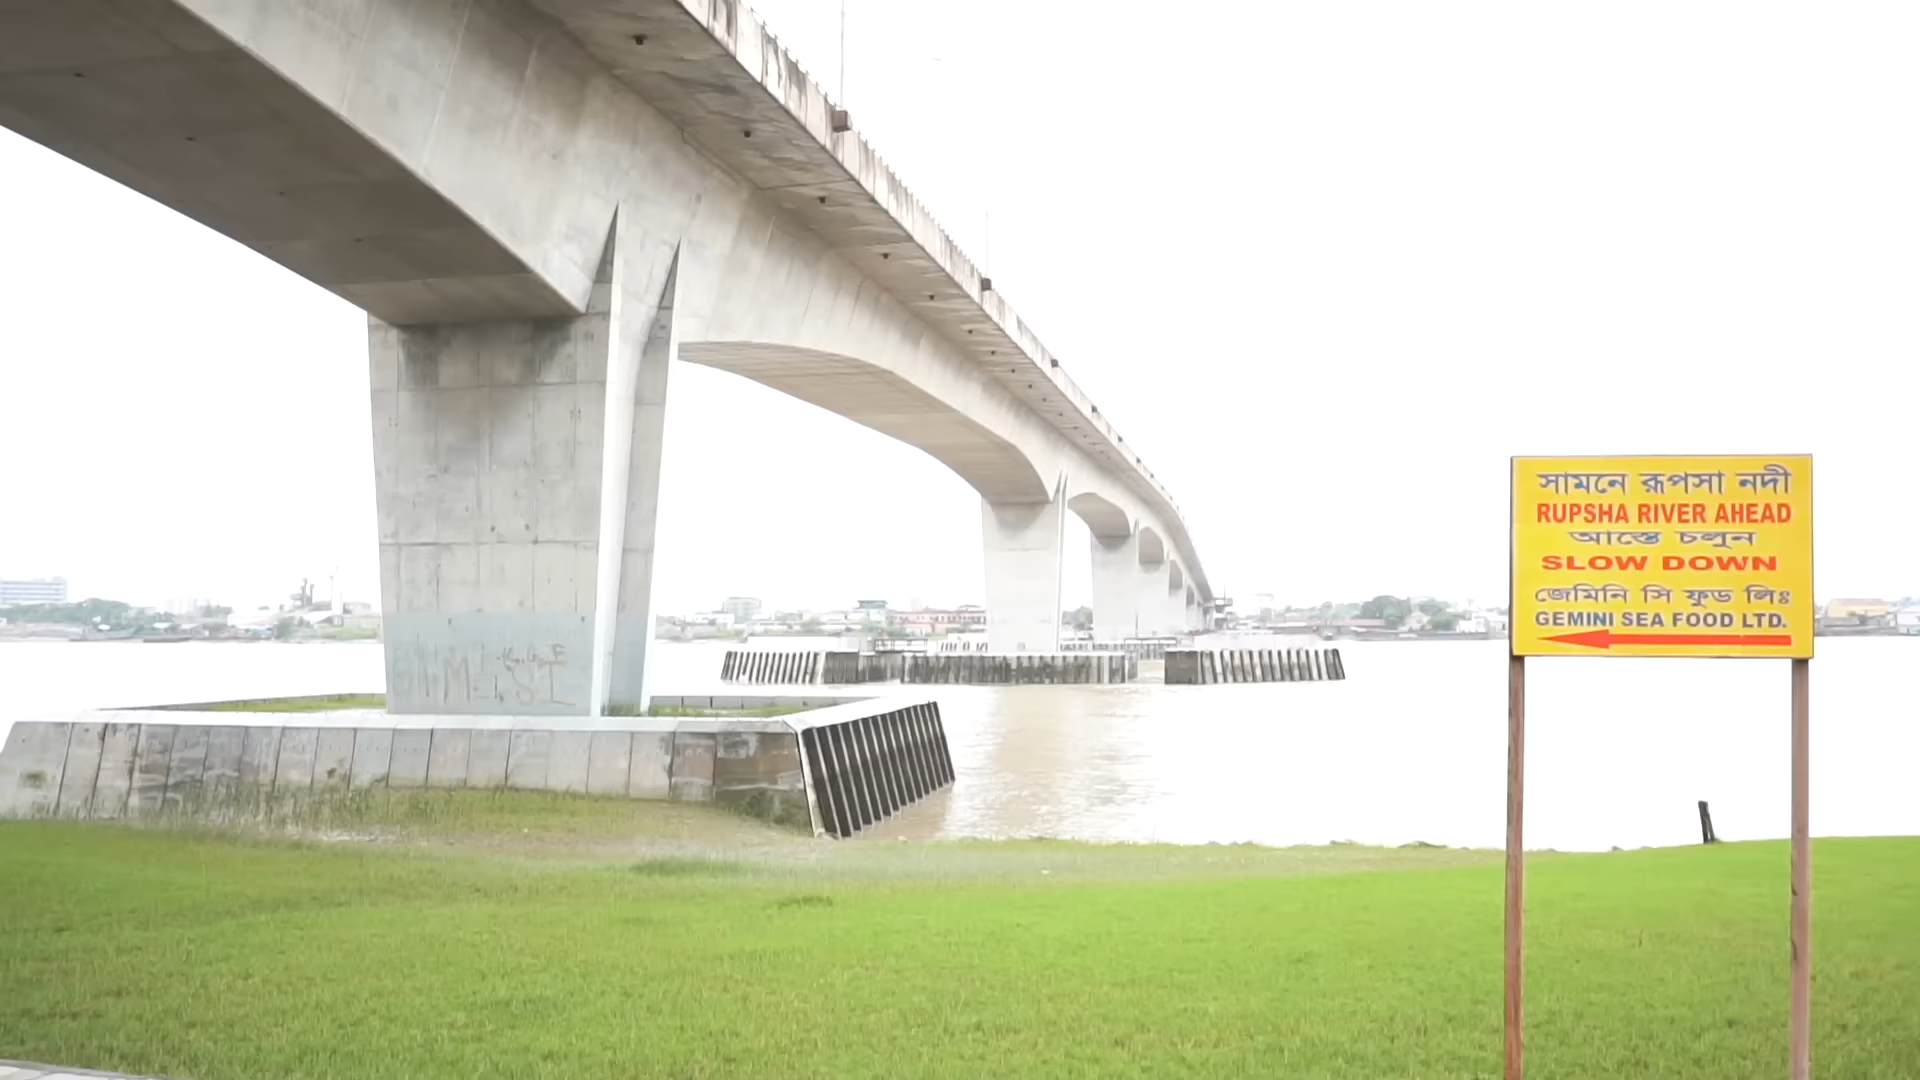 সামনে রূপসা নদী
RUPSHA RIVER AHEAD
আস্তে চলুন
SLOW DOWN
জেমিনি সি ফুড লিঃ
GEMINI SEA FOOD LTD.